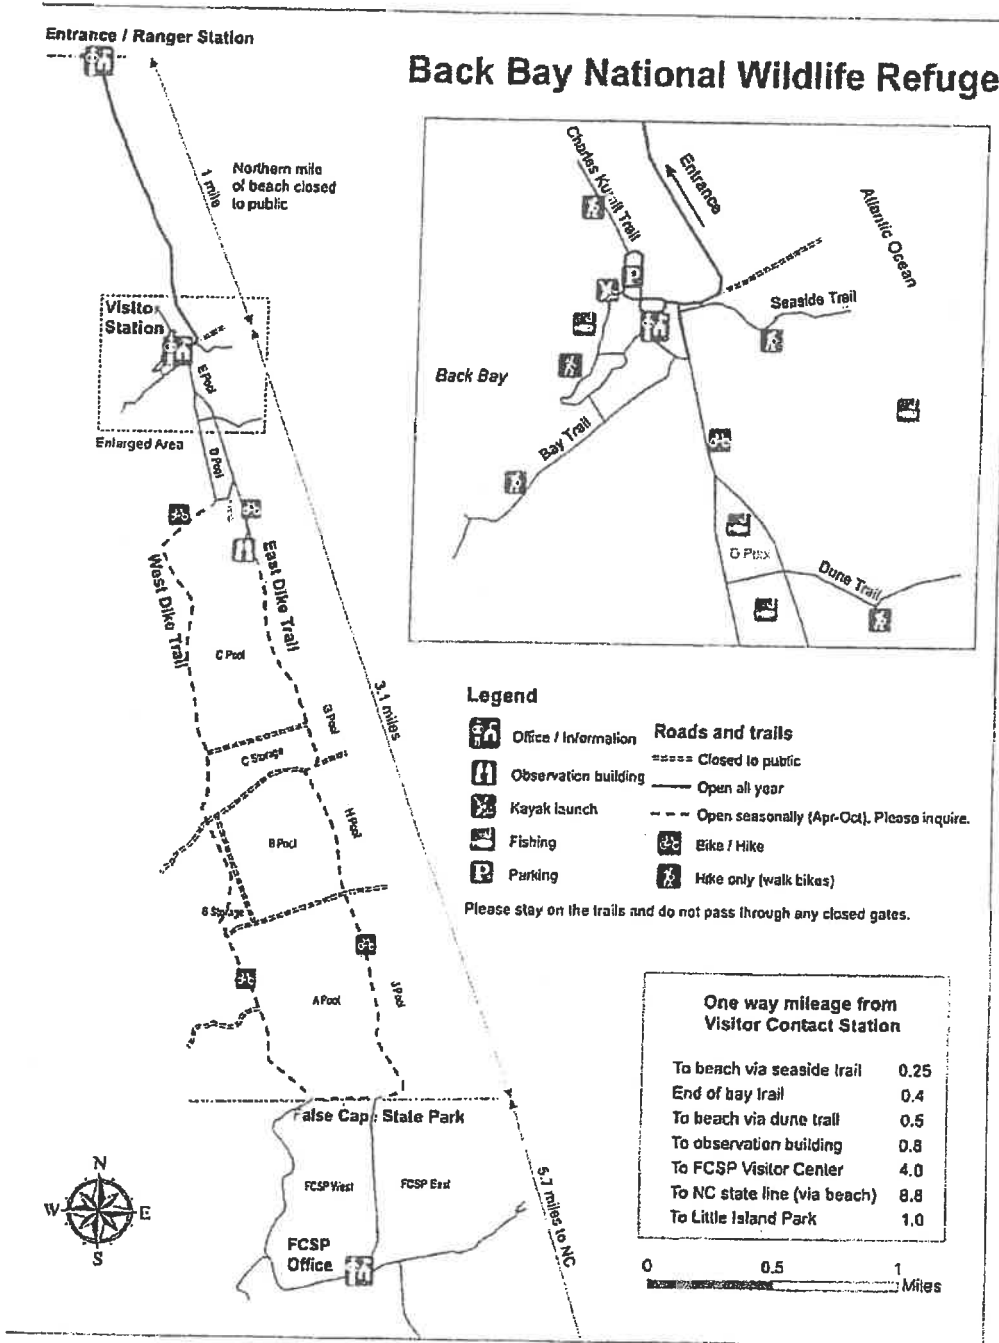 Entrance / Ranger Station
Back Bay National Wildlife Refuge
1 mile
Northern mile
of beach closed
to public
Visitor
Station
E Pool
D Pool
Enlarged Area
West Dike Trail
East Dike Trail
C Pool
G Pool
C Storage
H Pool
B Pool
B Storage
A Pool
J Pool
3.1 miles
False Cape State Park
FCSP West
FCSP East
FCSP
Office
5.7 miles to NC
N
W
E
S
Charles Kuralt Trail
Entrance
Atlantic Ocean
Seaside Trail
Back Bay
Bay Trail
Dune Trail
Legend
Office / Information
Observation building
Kayak launch
Fishing
P
Parking
Roads and trails
Closed to public
Open all year
Open seasonally (Apr-Oct). Please inquire.
Bike / Hike
Hike only (walk bikes)
Please stay on the trails and do not pass through any closed gates.
One way mileage from
Visitor Contact Station
To beach via seaside trail 0.25
End of bay trail 0.4
To beach via dune trail 0.5
To observation building 0.8
To FCSP Visitor Center 4.0
To NC state line (via beach) 8.8
To Little Island Park 1.0
0 0.5 1
Miles